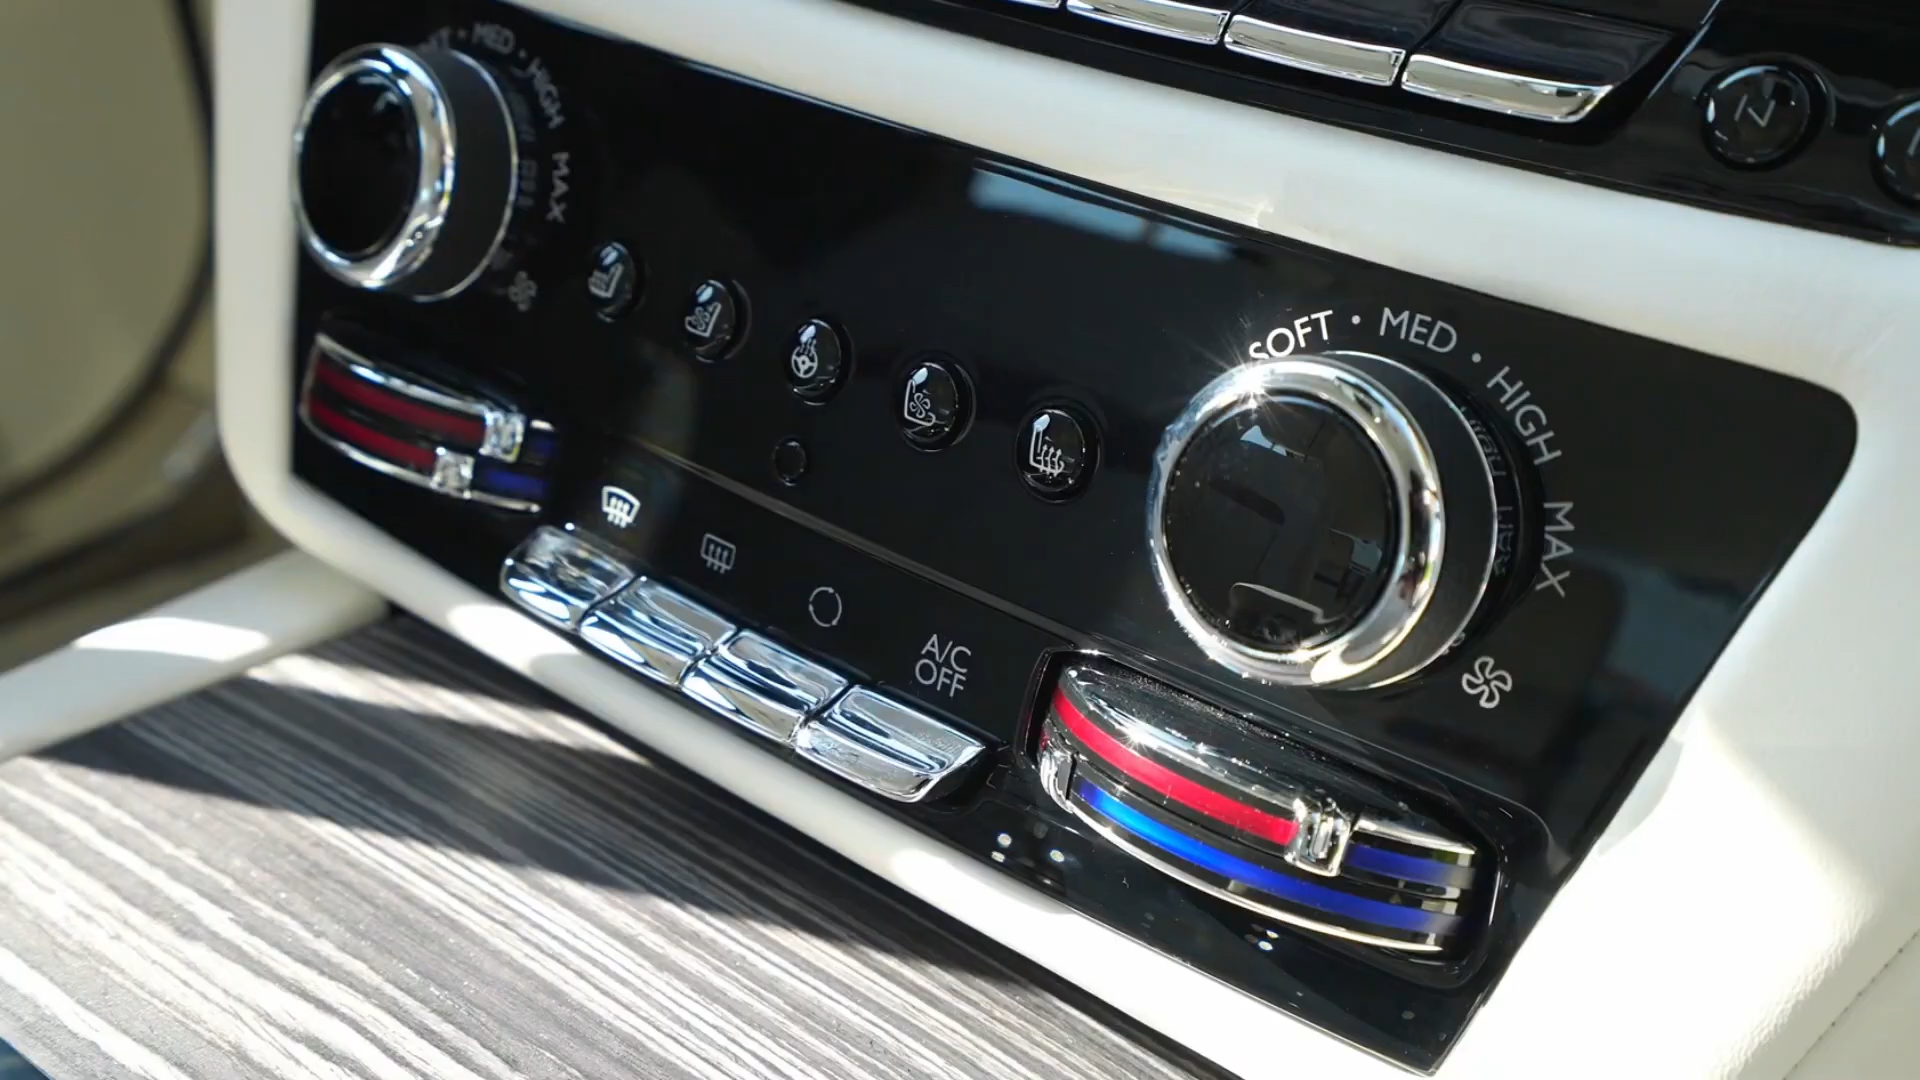 MED • HIGH MAX
SOFT • MED • HIGH MAX
A/C
OFF